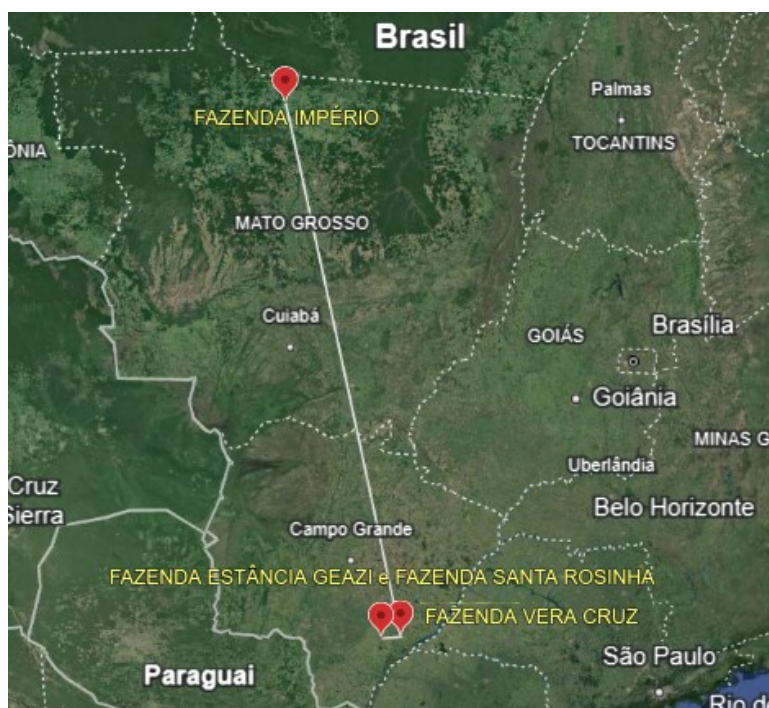 Brasil
Palmas
TOCANTINS
FAZENDA IMPÉRIO
ÔNIA
MATO GROSSO
Cuiabá
GOIÁS
Brasília
Goiânia
MINAS G
Uberlândia
Cruz
Sierra
Belo Horizonte
Campo Grande
FAZENDA ESTÂNCIA GEAZI e FAZENDA SANTA ROSINHA
FAZENDA VERA CRUZ
São Paulo
Paraguai
Rio d